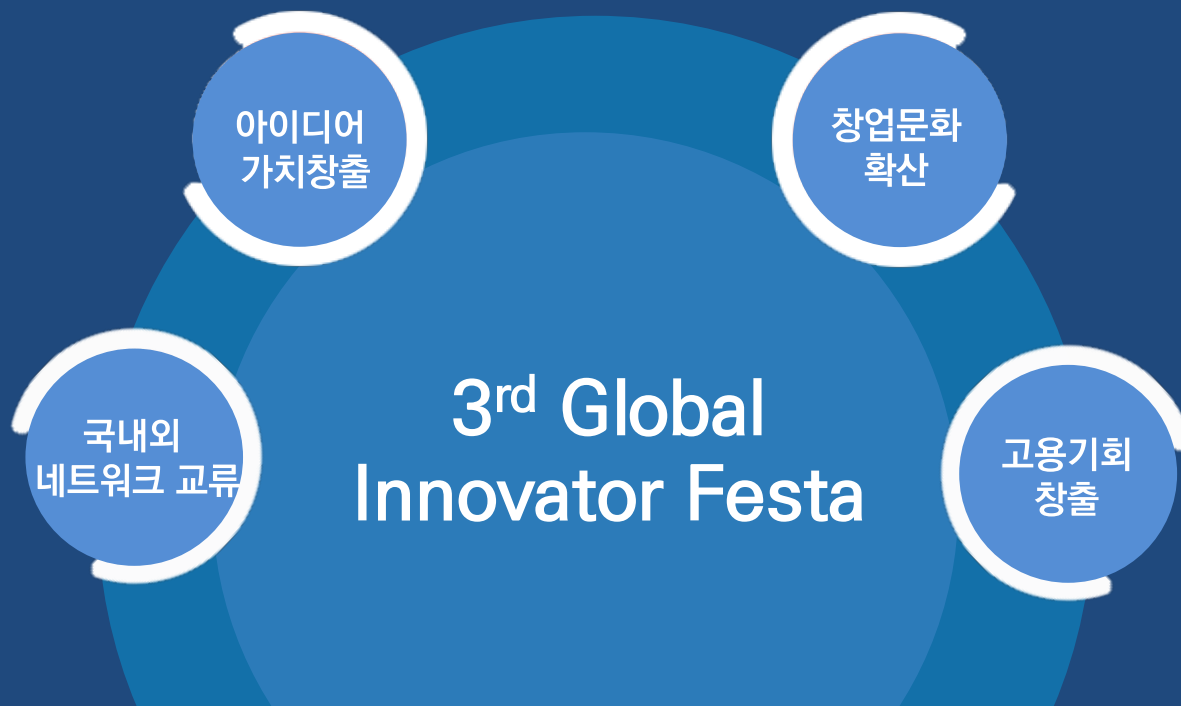 아이디어
가치창출
창업문화
확산
국내외
네트워크 교류
3rd Global
Innovator Festa
고용기회
창출